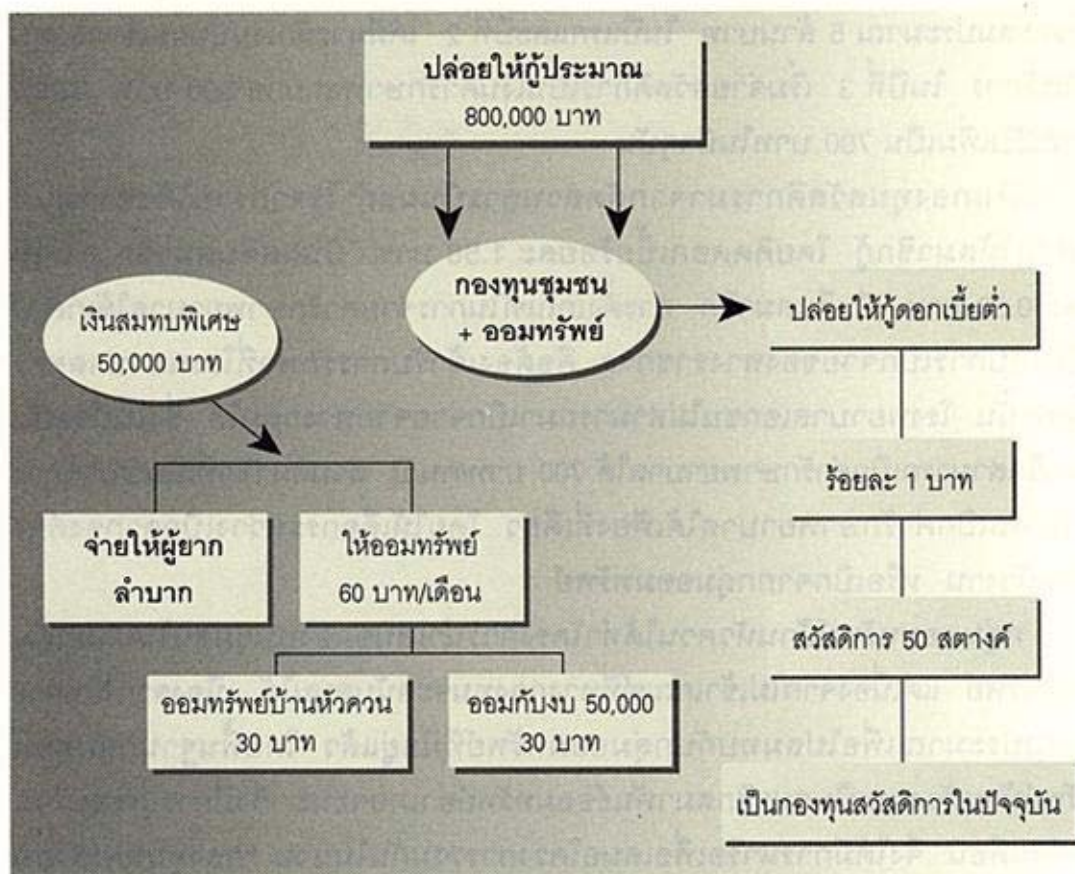 ปล่อยให้กู้ประมาณ
800,000 บาท
กองทุนชุมชน
+ ออมทรัพย์
ปล่อยให้กู้ดอกเบี้ยต่ำ
เงินสมทบพิเศษ
50,000 บาท
ร้อยละ 1 บาท
จ่ายให้ผู้ยาก
ลำบาก
ให้ออมทรัพย์
60 บาท/เดือน
สวัสดิการ 50 สตางค์
ออมทรัพย์บ้านหัวควน
30 บาท
ออมกับงบ 50,000
30 บาท
เป็นกองทุนสวัสดิการในปัจจุบัน